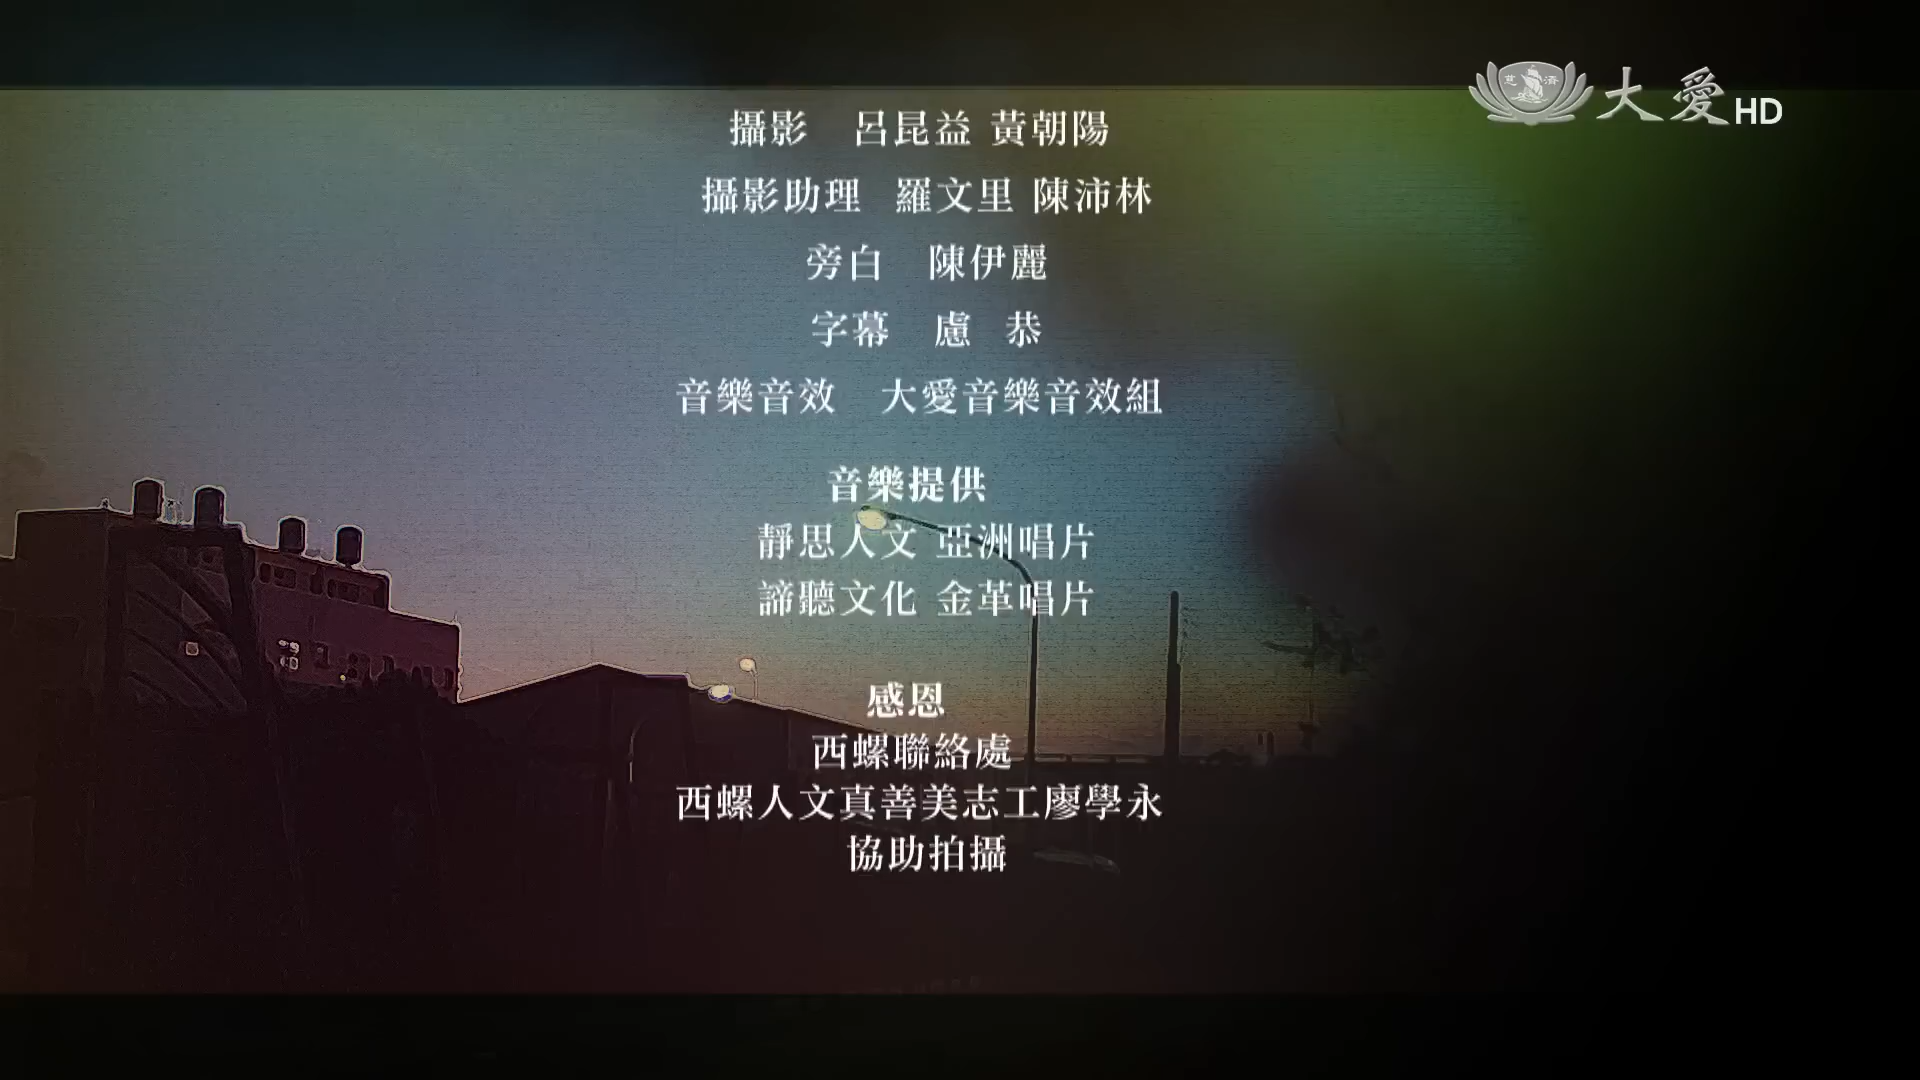 慈濟
大愛HD
攝影 呂昆益 黃朝陽
攝影助理 羅文里 陳沛林
旁白 陳伊麗
字幕 慮 恭
音樂音效 大愛音樂音效組
音樂提供
靜思人文 亞洲唱片
諦聽文化 金革唱片
感恩
西螺聯絡處
西螺人文真善美志工廖學永
協助拍攝